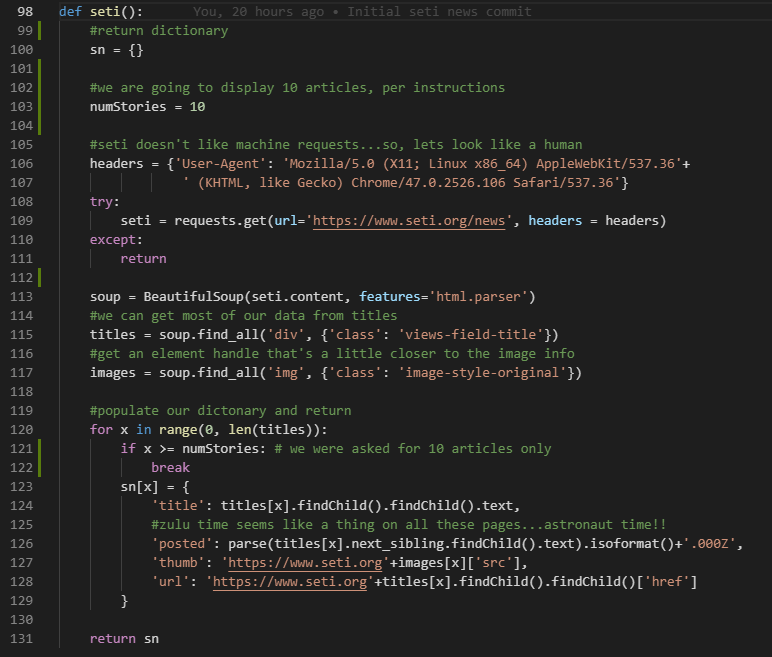 98 def seti():      You, 20 hours ago • Initial seti news commit
99     #return dictionary
100     sn = {}
101
102     #we are going to display 10 articles, per instructions
103     numStories = 10
104
105     #seti doesn't like machine requests...so, lets look like a human
106     headers = {'User-Agent': 'Mozilla/5.0 (X11; Linux x86_64) AppleWebKit/537.36'+
107                 ' (KHTML, like Gecko) Chrome/47.0.2526.106 Safari/537.36'}
108     try:
109         seti = requests.get(url='https://www.seti.org/news', headers = headers)
110     except:
111         return
112
113     soup = BeautifulSoup(seti.content, features='html.parser')
114     #we can get most of our data from titles
115     titles = soup.find_all('div', {'class': 'views-field-title'})
116     #get an element handle that's a little closer to the image info
117     images = soup.find_all('img', {'class': 'image-style-original'})
118
119     #populate our dictonary and return
120     for x in range(0, len(titles)):
121         if x >= numStories: # we were asked for 10 articles only
122             break
123         sn[x] = {
124             'title': titles[x].findChild().findChild().text,
125             #zulu time seems like a thing on all these pages...astronaut time!!
126             'posted': parse(titles[x].next_sibling.findChild().text).isoformat()+'.000Z',
127             'thumb': 'https://www.seti.org'+images[x]['src'],
128             'url': 'https://www.seti.org'+titles[x].findChild().findChild()['href']
129         }
130
131     return sn